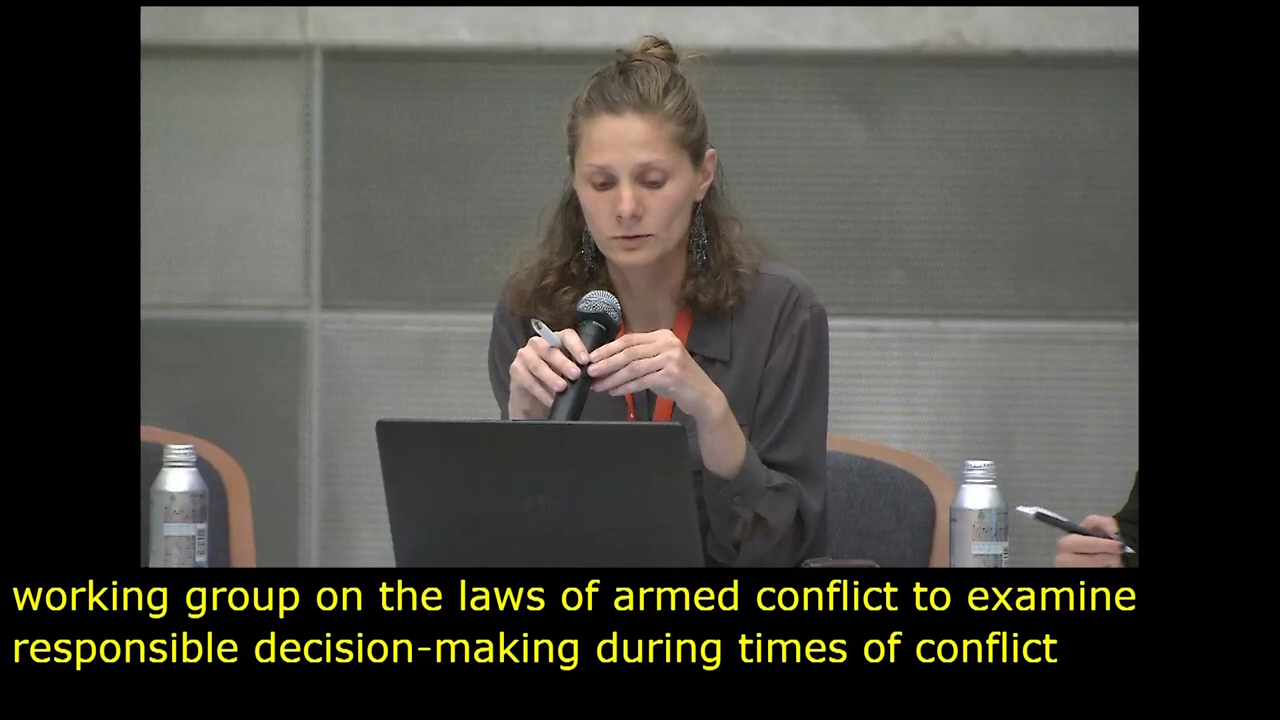 working group on the laws of armed conflict to examine
responsible decision-making during times of conflict